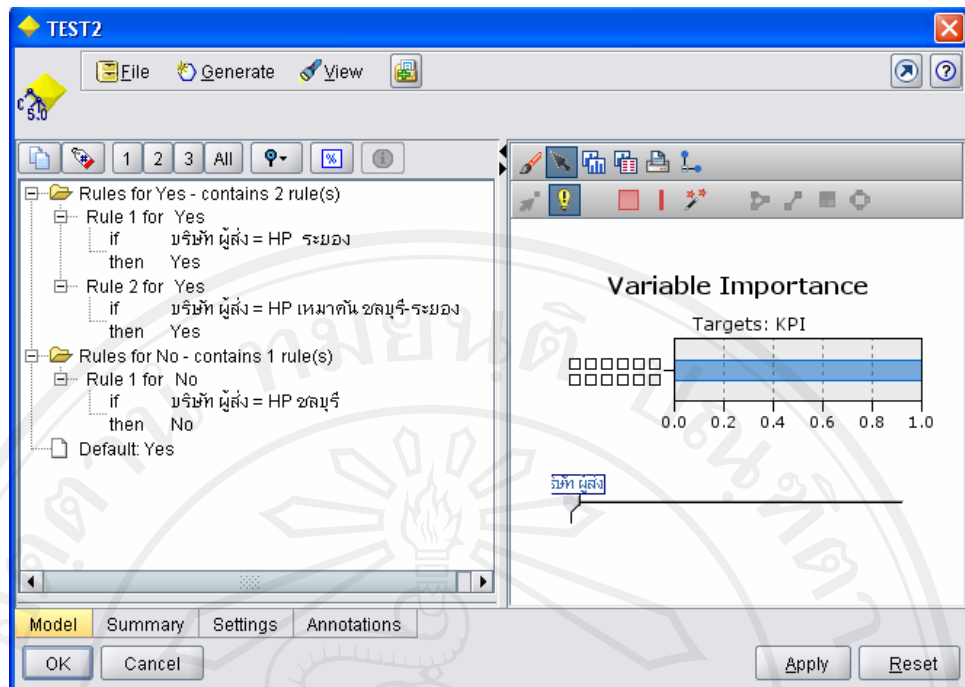 TEST2
File Generate View
C 5.0
1 2 3 All %
Rules for Yes - contains 2 rule(s)
Rule 1 for Yes
if บริษัท ผู้ส่ง = HP ระยอง
then Yes
Rule 2 for Yes
if บริษัท ผู้ส่ง = HP เหมาคัน ชลบุรี-ระยอง
then Yes
Rules for No - contains 1 rule(s)
Rule 1 for No
if บริษัท ผู้ส่ง = HP ชลบุรี
then No
Default: Yes
Variable Importance
Targets: KPI
0.0 0.2 0.4 0.6 0.8 1.0
ผู้ส่ง
Model Summary Settings Annotations
OK Cancel Apply Reset